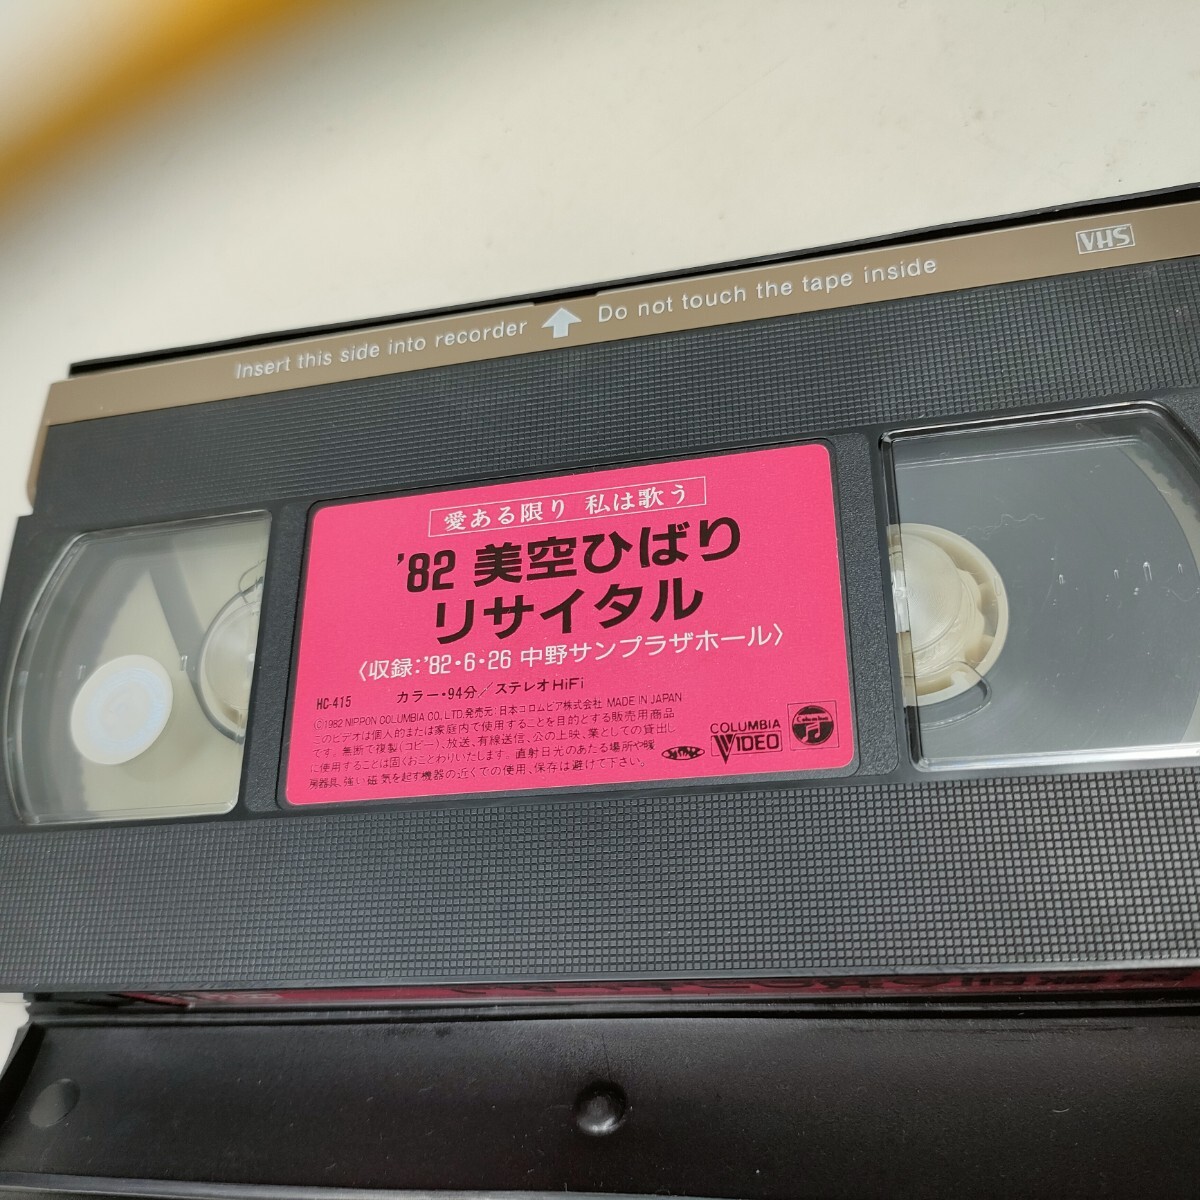 VHS
Insert this side into recorder Do not touch the tape inside
愛ある限り 私は歌う
'82 美空ひばり
リサイタル
〈収録:'82・6・26 中野サンプラザホール〉
HC-415 カラー・94分/ステレオHiFi
(C)1982 NIPPON COLUMBIA CO.,LTD.発売元:日本コロムビア株式会社 MADE IN JAPAN
このビデオは個人的または家庭内で使用することを目的とする販売用商品
です。無断で複製(コピー)、放送、有線送信、公の上映、業としての貸出し
に使用することは固くおことわりいたします。直射日光のあたる場所や暖
房器具、強い磁気を起す機器の近くでの使用、保存は避けて下さい。
COLUMBIA
VIDEO
Columbia